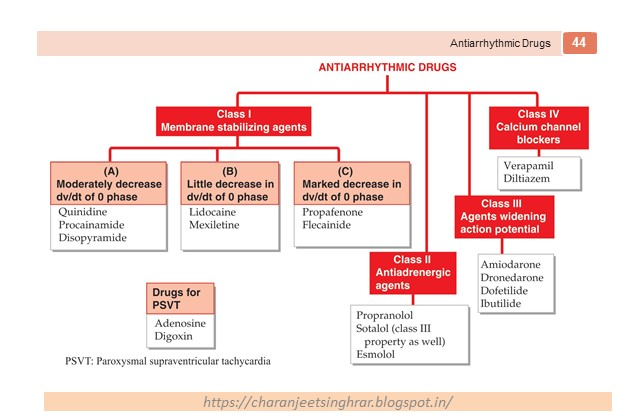 Antiarrhythmic Drugs 44
ANTIARRHYTHMIC DRUGS
Class I
Membrane stabilizing agents
(A)
Moderately decrease
dv/dt of 0 phase
Quinidine
Procainamide
Disopyramide
(B)
Little decrease in
dv/dt of 0 phase
Lidocaine
Mexiletine
(C)
Marked decrease in
dv/dt of 0 phase
Propafenone
Flecainide
Class II
Antiadrenergic
agents
Propranolol
Sotalol (class III
property as well)
Esmolol
Class III
Agents widening
action potential
Amiodarone
Dronedarone
Dofetilide
Ibutilide
Class IV
Calcium channel
blockers
Verapamil
Diltiazem
Drugs for
PSVT
Adenosine
Digoxin
PSVT: Paroxysmal supraventricular tachycardia
https://charanjeetsinghrar.blogspot.in/